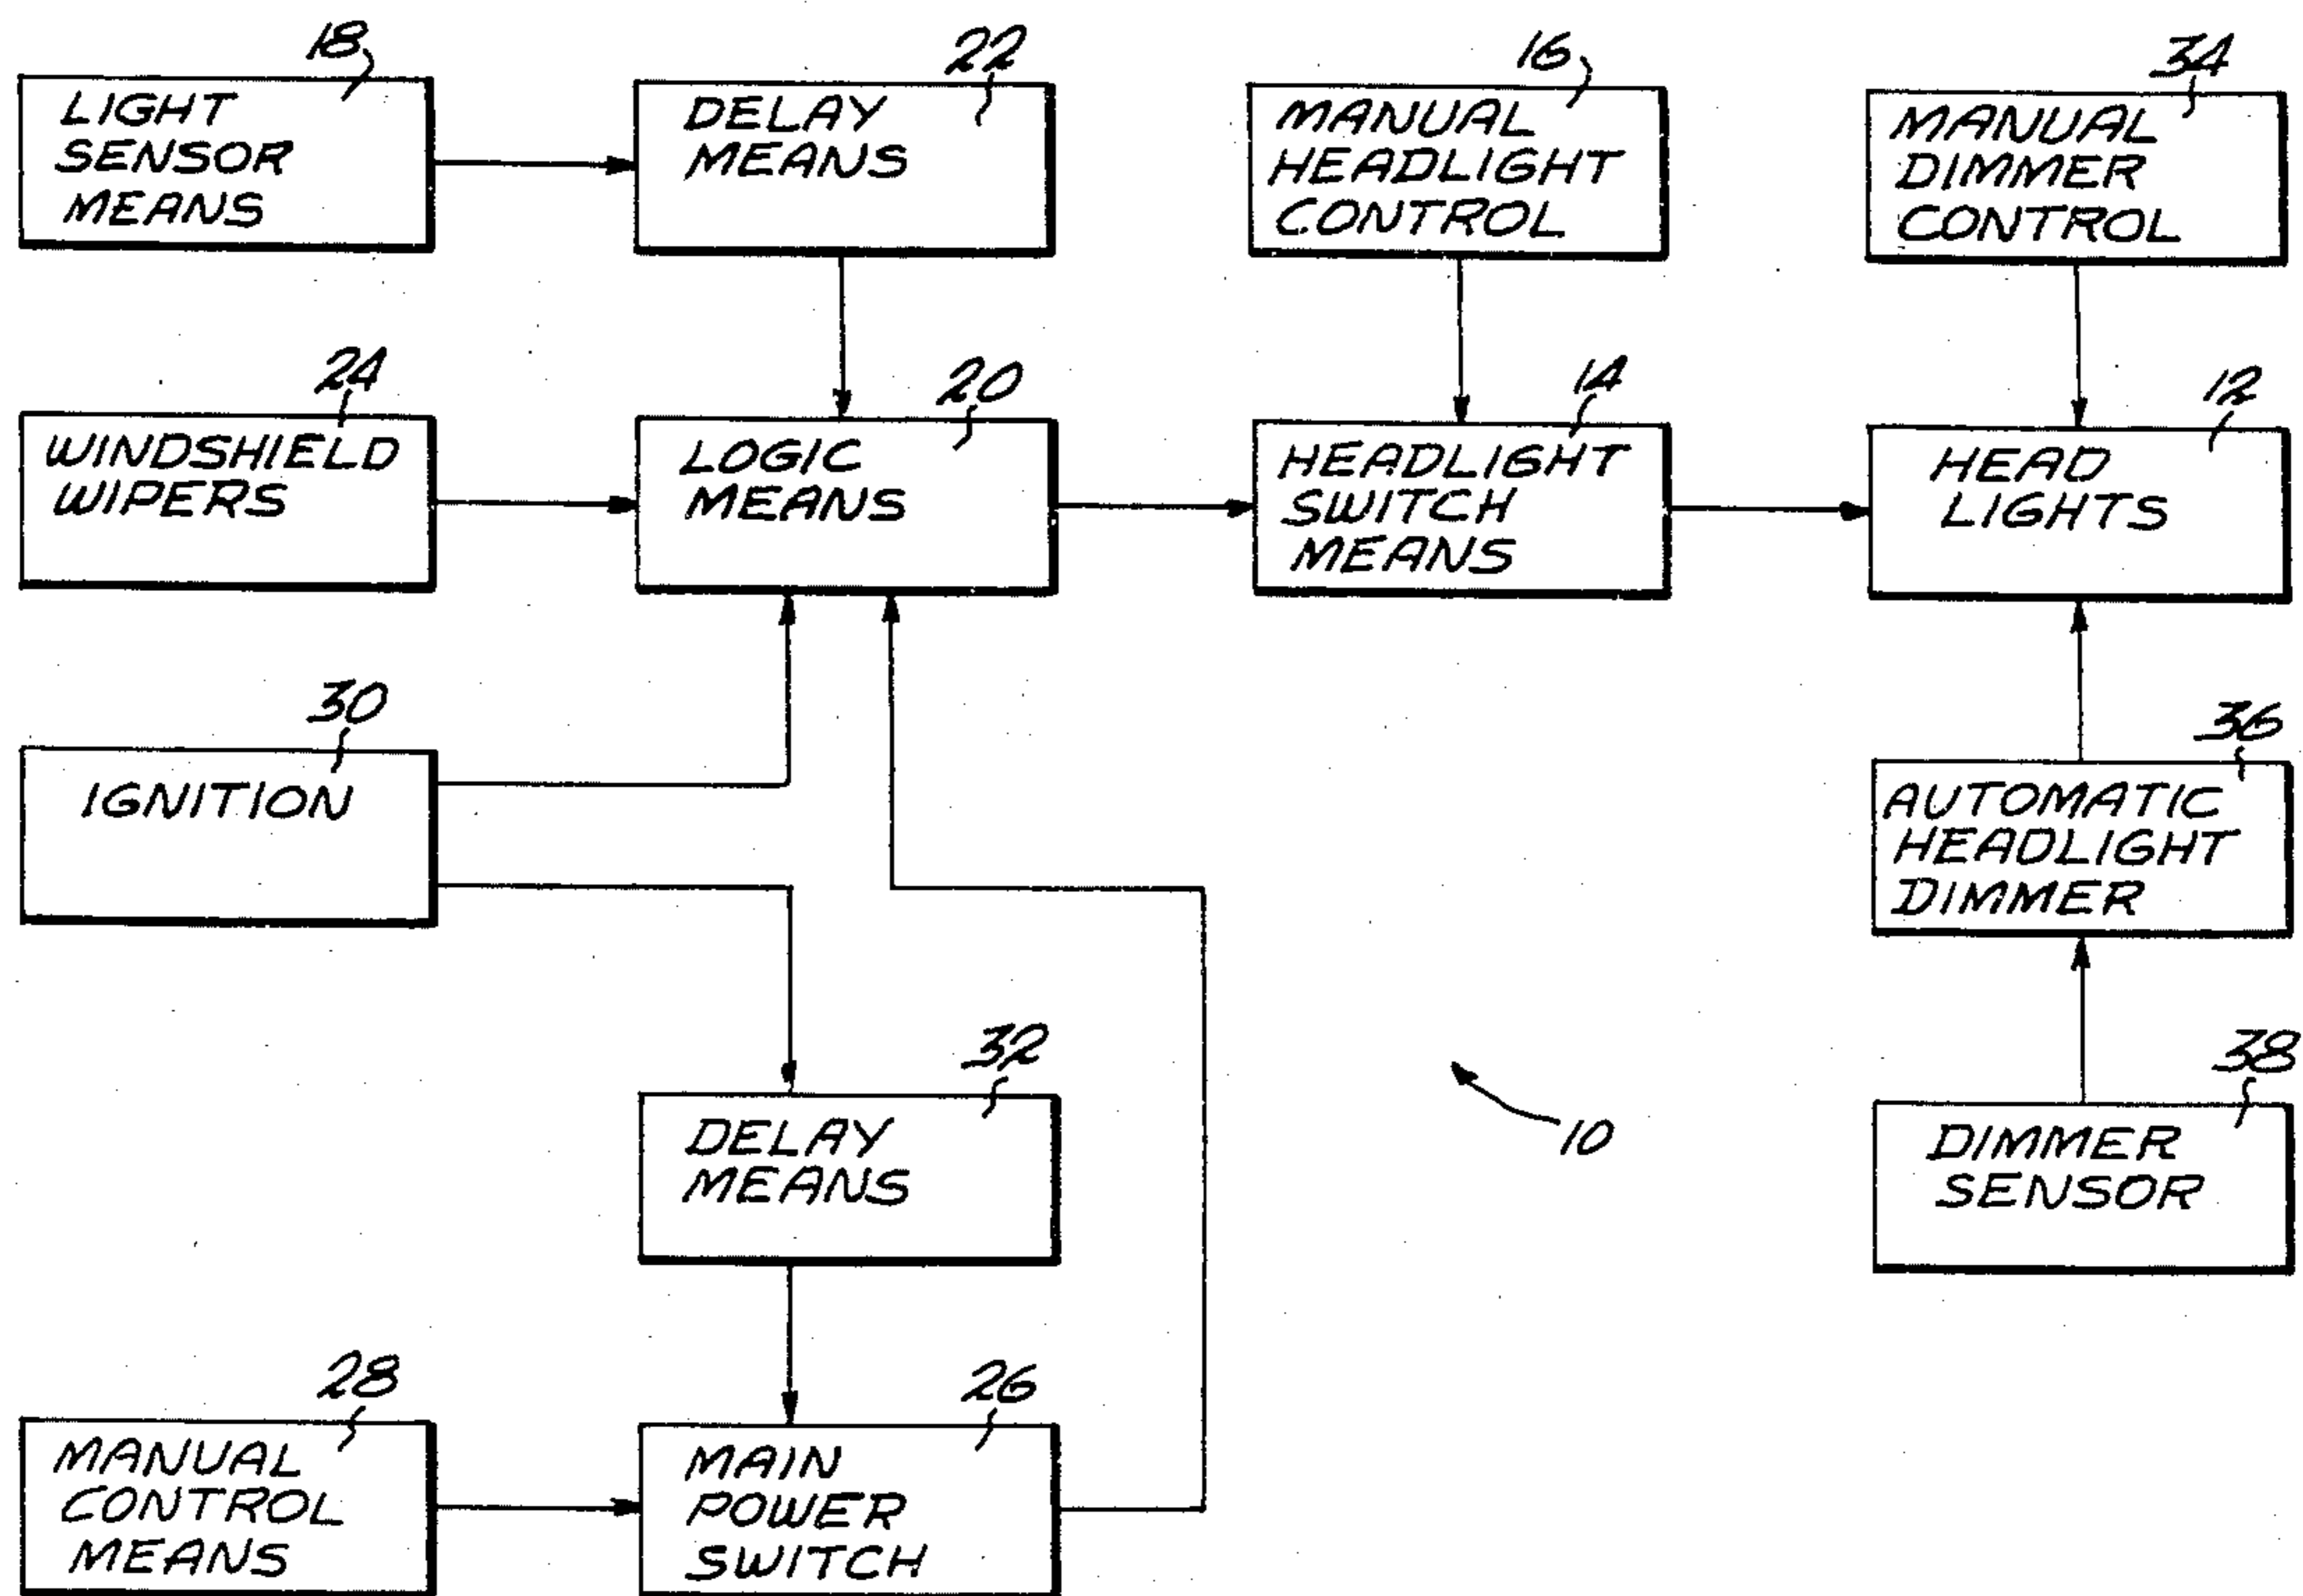 18
LIGHT
SENSOR
MEANS
22
DELAY
MEANS
16
MANUAL
HEADLIGHT
CONTROL
34
MANUAL
DIMMER
CONTROL
24
WINDSHIELD
WIPERS
20
LOGIC
MEANS
14
HEADLIGHT
SWITCH
MEANS
12
HEAD
LIGHTS
30
IGNITION
36
AUTOMATIC
HEADLIGHT
DIMMER
32
DELAY
MEANS
10
38
DIMMER
SENSOR
28
MANUAL
CONTROL
MEANS
26
MAIN
POWER
SWITCH